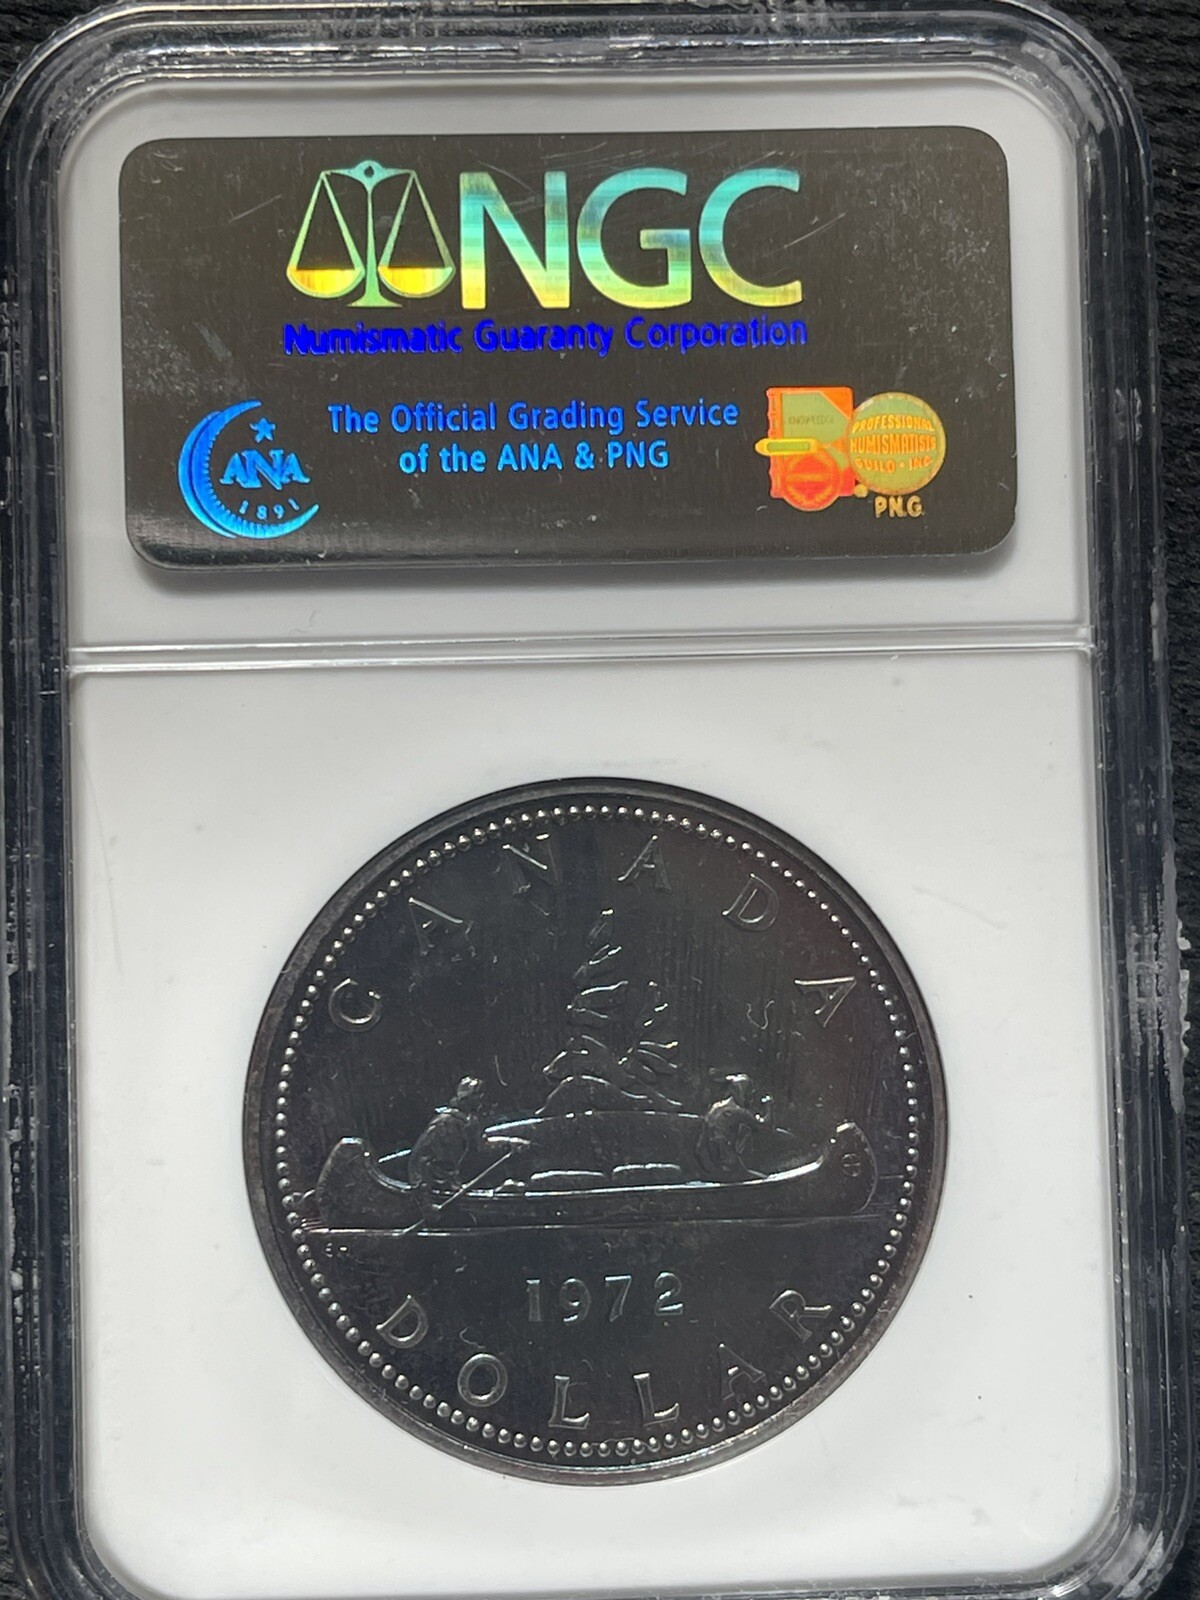 NGC
Numismatic Guaranty Corporation
The Official Grading Service
of the ANA & PNG
ANA
1891
KNOWLEDGE
PROFESSIONAL
NUMISMATISTS
GUILD • INC
P.N.G.
CANADA
1972
DOLLAR